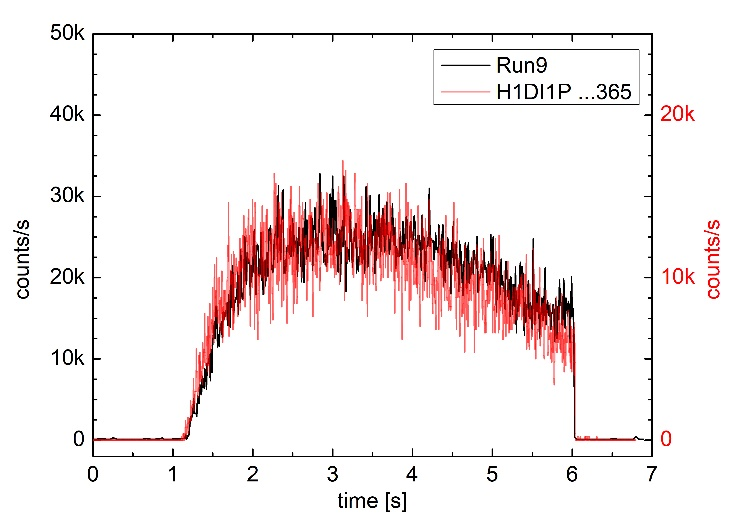 50k
40k
30k
20k
10k
0
counts/s
Run9
H1DI1P ...365
20k
10k
0
counts/s
0 1 2 3 4 5 6 7
time [s]